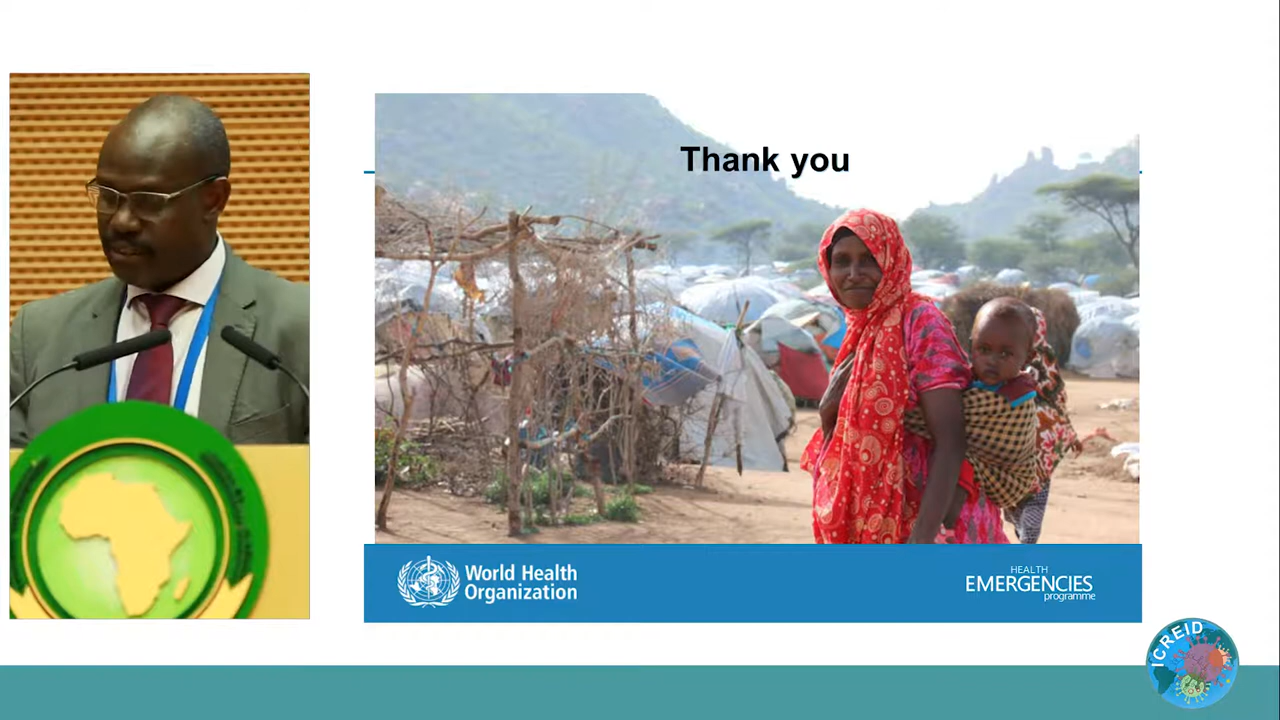 Thank you
World Health
Organization
HEALTH
EMERGENCIES
programme
ICREID